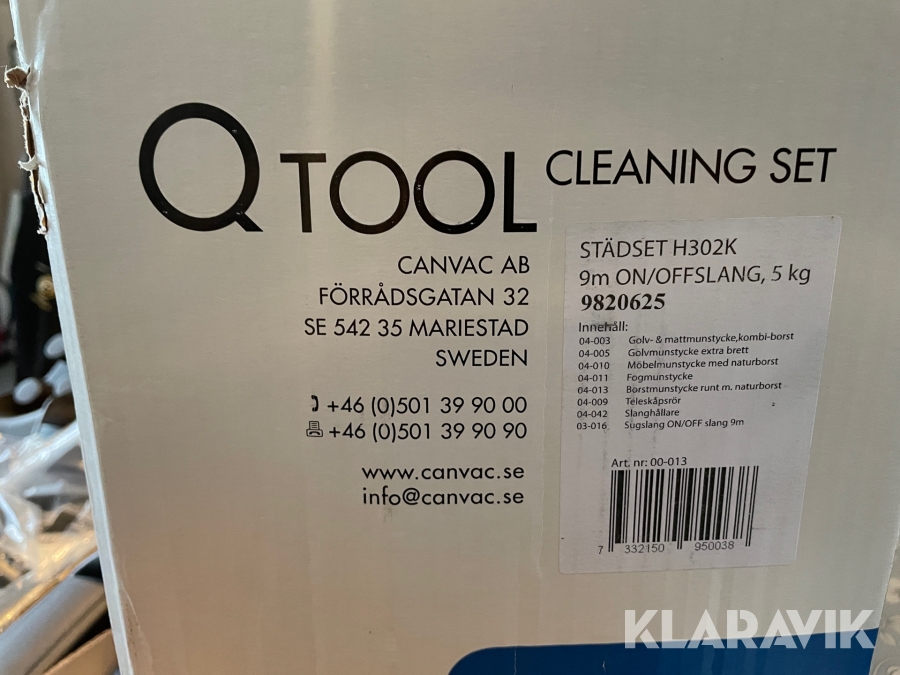 Q TOOL CLEANING SET
CANVAC AB
FÖRRÅDSGATAN 32
SE 542 35 MARIESTAD
SWEDEN
+46 (0)501 39 90 00
+46 (0)501 39 90 90
www.canvac.se
info@canvac.se
STÄDSET H302K
9m ON/OFFSLANG, 5 kg
9820625
Innehåll:
04-003 Golv- & mattmunstycke,kombi-borst
04-005 Golvmunstycke extra brett
04-010 Möbelmunstycke med naturborst
04-011 Fogmunstycke
04-013 Borstmunstycke runt m. naturborst
04-009 Teleskåpsrör
04-042 Slanghållare
03-016 Sugslang ON/OFF slang 9m
Art. nr: 00-013
7 332150 950038
KLARAVIK